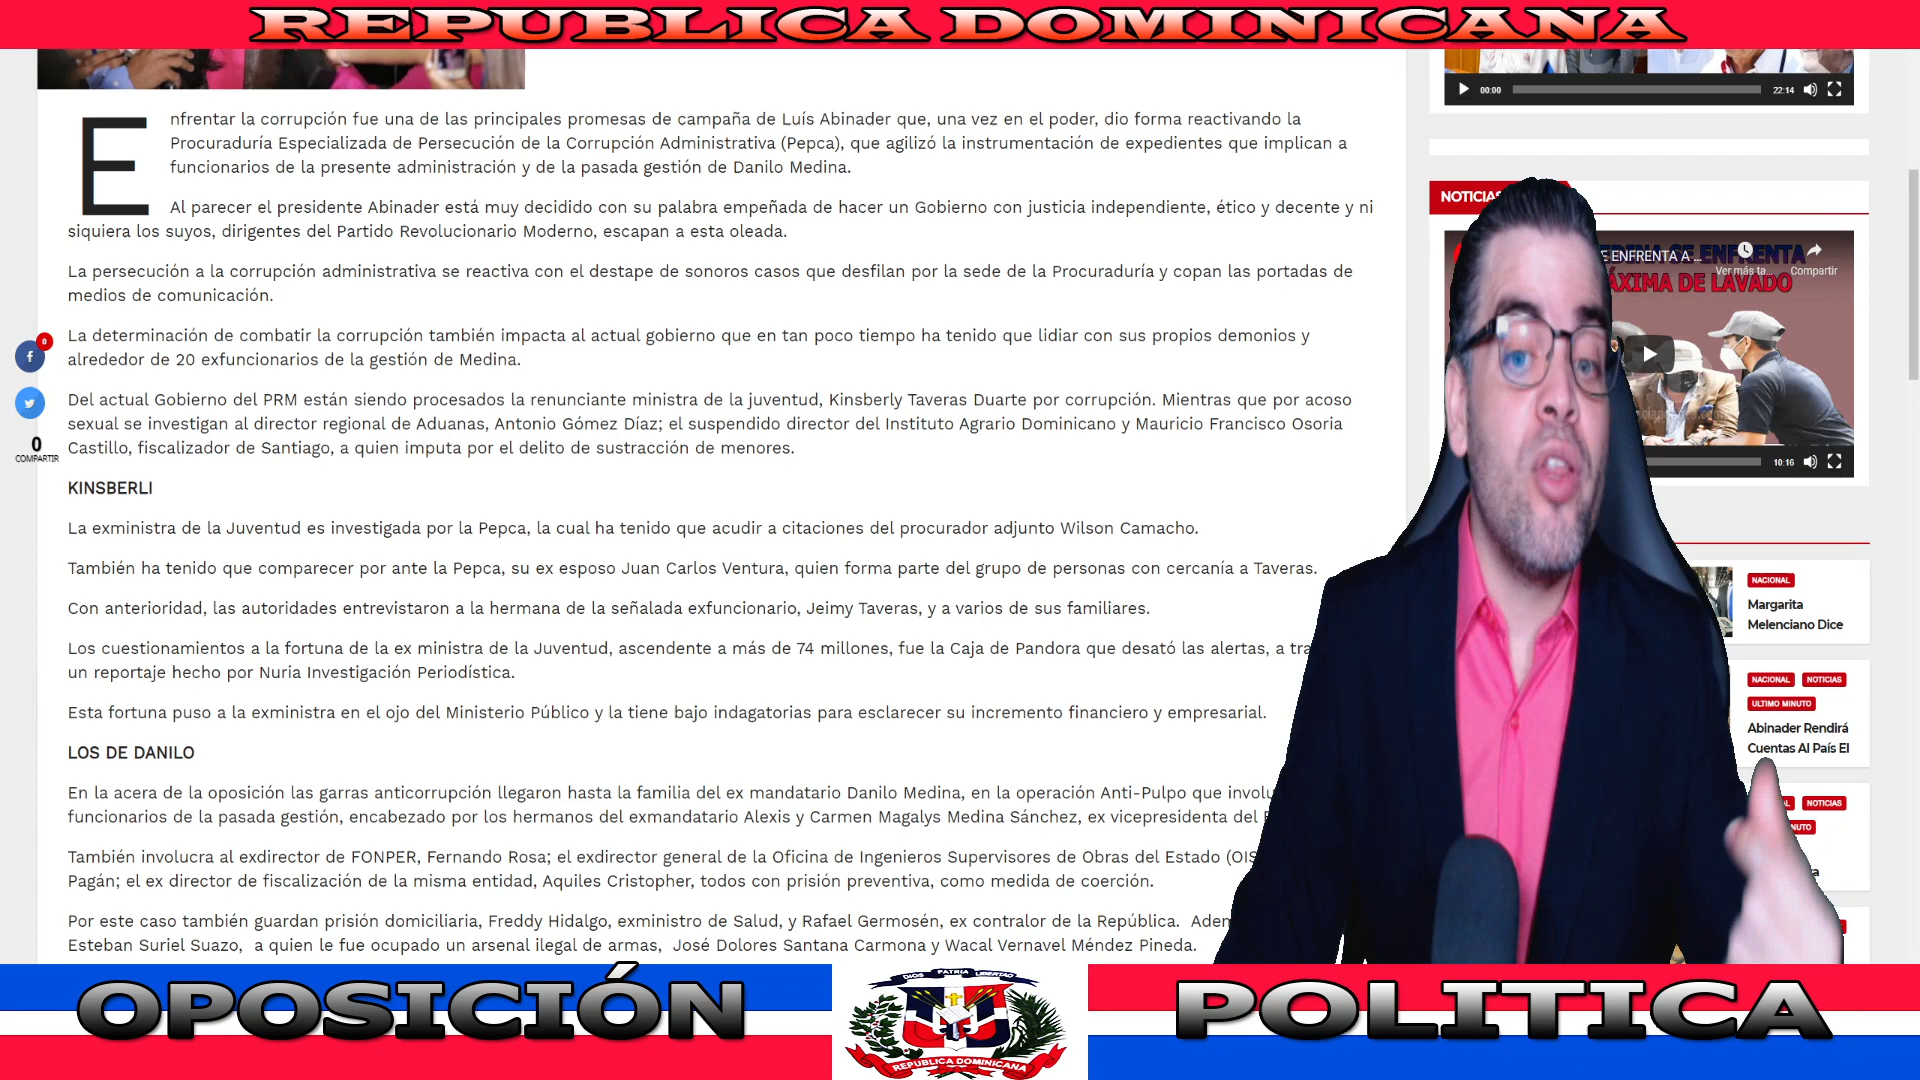 REPUBLICA DOMINICANA
Enfrentar la corrupción fue una de las principales promesas de campaña de Luís Abinader que, una vez en el poder, dio forma reactivando la
Procuraduría Especializada de Persecución de la Corrupción Administrativa (Pepca), que agilizó la instrumentación de expedientes que implican a
funcionarios de la presente administración y de la pasada gestión de Danilo Medina.
Al parecer el presidente Abinader está muy decidido con su palabra empeñada de hacer un Gobierno con justicia independiente, ético y decente y ni
siquiera los suyos, dirigentes del Partido Revolucionario Moderno, escapan a esta oleada.
La persecución a la corrupción administrativa se reactiva con el destape de sonoros casos que desfilan por la sede de la Procuraduría y copan las portadas de
medios de comunicación.
La determinación de combatir la corrupción también impacta al actual gobierno que en tan poco tiempo ha tenido que lidiar con sus propios demonios y
alrededor de 20 exfuncionarios de la gestión de Medina.
Del actual Gobierno del PRM están siendo procesados la renunciante ministra de la juventud, Kinsberly Taveras Duarte por corrupción. Mientras que por acoso
sexual se investigan al director regional de Aduanas, Antonio Gómez Díaz; el suspendido director del Instituto Agrario Dominicano y Mauricio Francisco Osoria
Castillo, fiscalizador de Santiago, a quien imputa por el delito de sustracción de menores.
KINSBERLI
La exministra de la Juventud es investigada por la Pepca, la cual ha tenido que acudir a citaciones del procurador adjunto Wilson Camacho.
También ha tenido que comparecer por ante la Pepca, su ex esposo Juan Carlos Ventura, quien forma parte del grupo de personas con cercanía a Taveras.
Con anterioridad, las autoridades entrevistaron a la hermana de la señalada exfuncionario, Jeimy Taveras, y a varios de sus familiares.
Los cuestionamientos a la fortuna de la ex ministra de la Juventud, ascendente a más de 74 millones, fue la Caja de Pandora que desató las alertas, a
un reportaje hecho por Nuria Investigación Periodística.
Esta fortuna puso a la exministra en el ojo del Ministerio Público y la tiene bajo indagatorias para esclarecer su incremento financiero y empresarial.
LOS DE DANILO
En la acera de la oposición las garras anticorrupción llegaron hasta la familia del ex mandatario Danilo Medina, en la operación Anti-Pulpo que
funcionarios de la pasada gestión, encabezado por los hermanos del exmandatario Alexis y Carmen Magalys Medina Sánchez, ex vicepresidenta del
También involucra al exdirector de FONPER, Fernando Rosa; el exdirector general de la Oficina de Ingenieros Supervisores de Obras del Estado
Pagán; el ex director de fiscalización de la misma entidad, Aquiles Cristopher, todos con prisión preventiva, como medida de coerción.
Por este caso también guardan prisión domiciliaria, Freddy Hidalgo, exministro de Salud, y Rafael Germosén, ex contralor de la República.
Esteban Suriel Suazo, a quien le fue ocupado un arsenal ilegal de armas, José Dolores Santana Carmona y Wacal Vernavel Méndez Pineda.
0
0
COMPARTIR
00:00
22:14
NOTICIAS
E ENFRENTA A ...
Ver más ta...
Compartir
MEDINA SE ENFRENTA
MÁXIMA DE LAVADO
10:16
NACIONAL
Margarita
Melenciano Dice
NACIONAL NOTICIAS
ULTIMO MINUTO
Abinader Rendirá
Cuentas Al País El
NOTICIAS
OPOSICIÓN
POLITICA
DIOS PATRIA LIBERTAD
REPUBLICA DOMINICANA